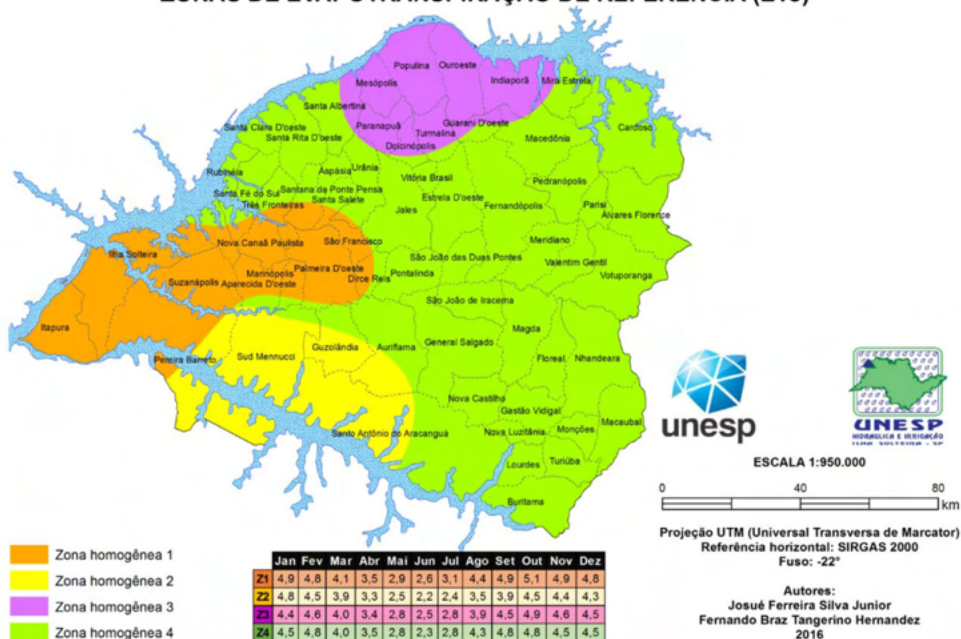 ZONAS DE EVAPOTRANSPIRAÇÃO DE REFERÊNCIA
Populina Ouroeste
Mesópolis Indiaporã Mira Estrela
Santa Albertina
Santa Clara D'oeste Paranapuã Guarani D'oeste Cardoso
Santa Rita D'oeste Turmalina Macedônia
Dolcinópolis
Rubinéia Aspásia Urânia
Vitória Brasil Pedranópolis
Santa Fé do Sul Santana da Ponte Pensa Estrela D'oeste
Três Fronteiras Santa Salete Jales Fernandópolis Parisi
Álvares Florence
Nova Canaã Paulista São Francisco Meridiano
Ilha Solteira São João das Duas Pontes
Marinópolis Palmeira D'oeste Pontalinda Valentim Gentil
Suzanápolis Aparecida D'oeste Dirce Reis Votuporanga
São João de Iracema
Itapura Magda
Guzolândia Auriflama General Salgado
Pereira Barreto Sud Mennucci Floreal Nhandeara
Nova Castilho
Gastão Vidigal
Santo Antônio do Aracanguá Nova Luzitânia Monções Macaubal
Lourdes Turiúba
Buritama
unesp
UNESP
HIDRÁULICA E IRRIGAÇÃO
ILHA SOLTEIRA - SP
ESCALA 1:950.000
0 40 80
km
Projeção UTM (Universal Transversa de Marcator)
Referência horizontal: SIRGAS 2000
Fuso: -22°
Autores:
Josué Ferreira Silva Junior
Fernando Braz Tangerino Hernandez
2016
Zona homogênea 1
Zona homogênea 2
Zona homogênea 3
Zona homogênea 4
Jan Fev Mar Abr Mai Jun Jul Ago Set Out Nov Dez
Z1 4,9 4,8 4,1 3,5 2,9 2,6 3,1 4,4 4,9 5,1 4,9 4,8
Z2 4,8 4,5 3,9 3,3 2,5 2,2 2,4 3,5 3,9 4,5 4,4 4,3
Z3 4,4 4,6 4,0 3,4 2,8 2,5 2,8 3,9 4,5 4,9 4,6 4,5
Z4 4,5 4,8 4,0 3,5 2,8 2,3 2,8 4,3 4,8 4,8 4,5 4,5